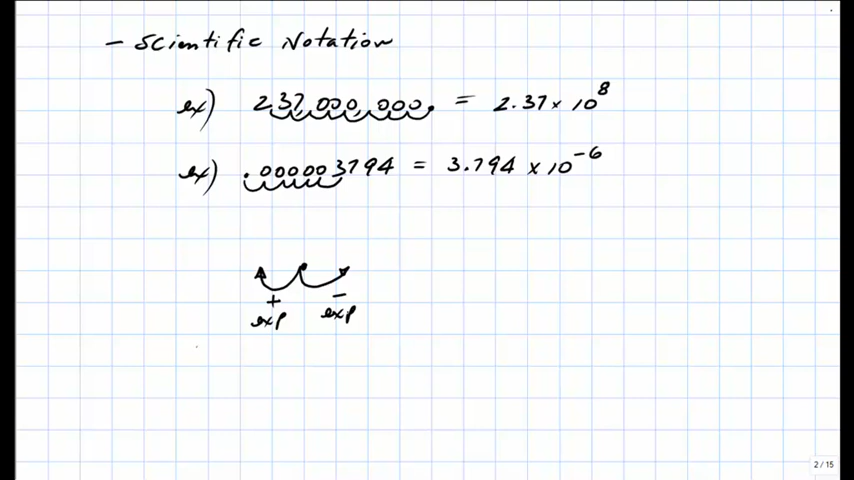 - Scientific Notation
ex) 237,000,000. = 2.37 × 10^8
ex) .000003794 = 3.794 × 10^-6
+ −
exp exp
2 / 15